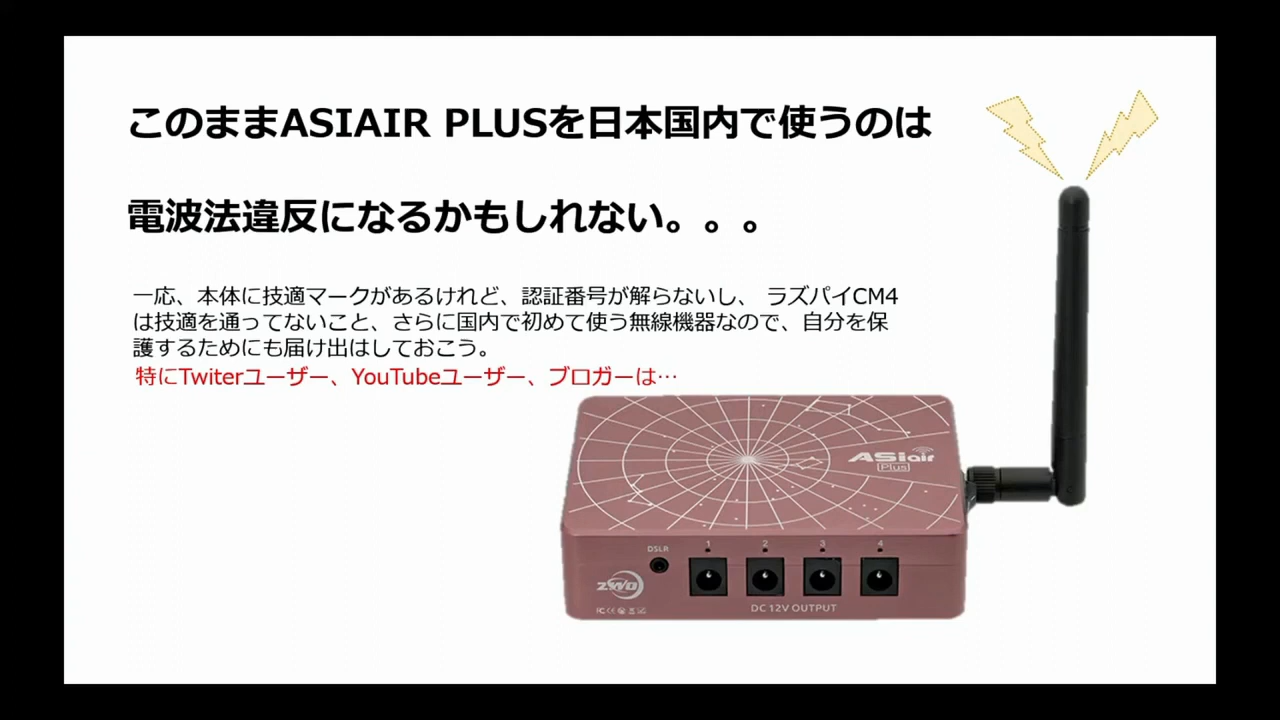 このままASIAIR PLUSを日本国内で使うのは
電波法違反になるかもしれない。。。
一応、本体に技適マークがあるけれど、認証番号が解らないし、 ラズパイCM4
は技適を通ってないこと、さらに国内で初めて使う無線機器なので、自分を保
護するためにも届け出はしておこう。
特にTwiterユーザー、YouTubeユーザー、ブロガーは…
ASiair
Plus
DSLR 1 2 3 4
ZWO
DC 12V OUTPUT